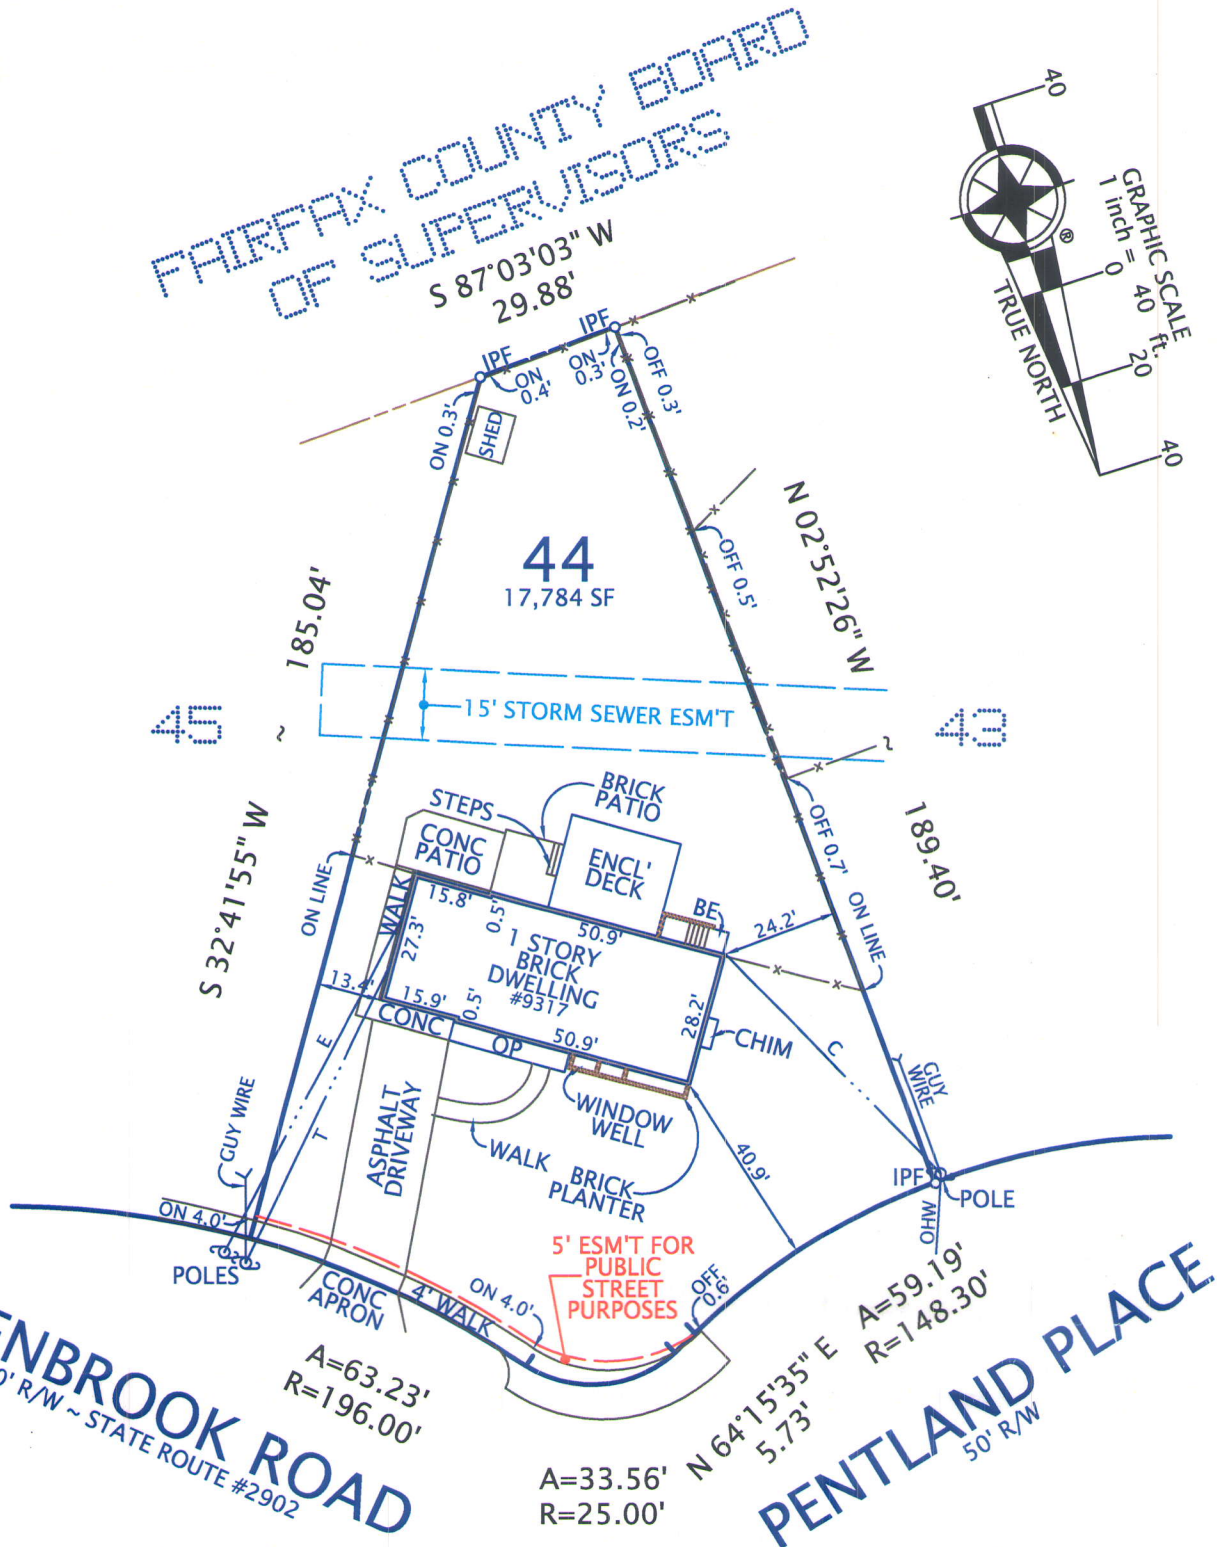 FAIRFAX COUNTY BOARD
OF SUPERVISORS
S 87°03'03" W
29.88'
40
GRAPHIC SCALE
1 inch = 40 ft.
®
0
20
40
TRUE NORTH
IPF
IPF
ON
0.4'
ON
0.3'
ON 0.2'
OFF 0.3'
ON 0.3'
SHED
44
17,784 SF
OFF 0.5'
N 02°52'26" W
189.40'
185.04'
S 32°41'55" W
15' STORM SEWER ESM'T
45
~
43
~
BRICK
PATIO
STEPS
CONC
PATIO
ENCL'
DECK
OFF 0.7'
ON LINE
ON LINE
WALK
15.8'
0.5'
50.9'
BE
24.2'
27.3'
1 STORY
BRICK
DWELLING
#9317
13.4'
15.9'
0.5'
50.9'
28.2'
CONC
OP
CHIM
C
E
T
GUY WIRE
GUY
WIRE
ASPHALT
DRIVEWAY
WINDOW
WELL
WALK
BRICK
PLANTER
40.9'
IPF
POLE
OHW
ON 4.0'
POLES
CONC
APRON
4' WALK
ON 4.0'
5' ESM'T FOR
PUBLIC
STREET
PURPOSES
OFF
0.6'
A=59.19'
R=148.30'
A=63.23'
R=196.00'
N 64°15'35" E
5.73'
A=33.56'
R=25.00'
ENBROOK ROAD
0' R/W ~ STATE ROUTE #2902
PENTLAND PLACE
50' R/W